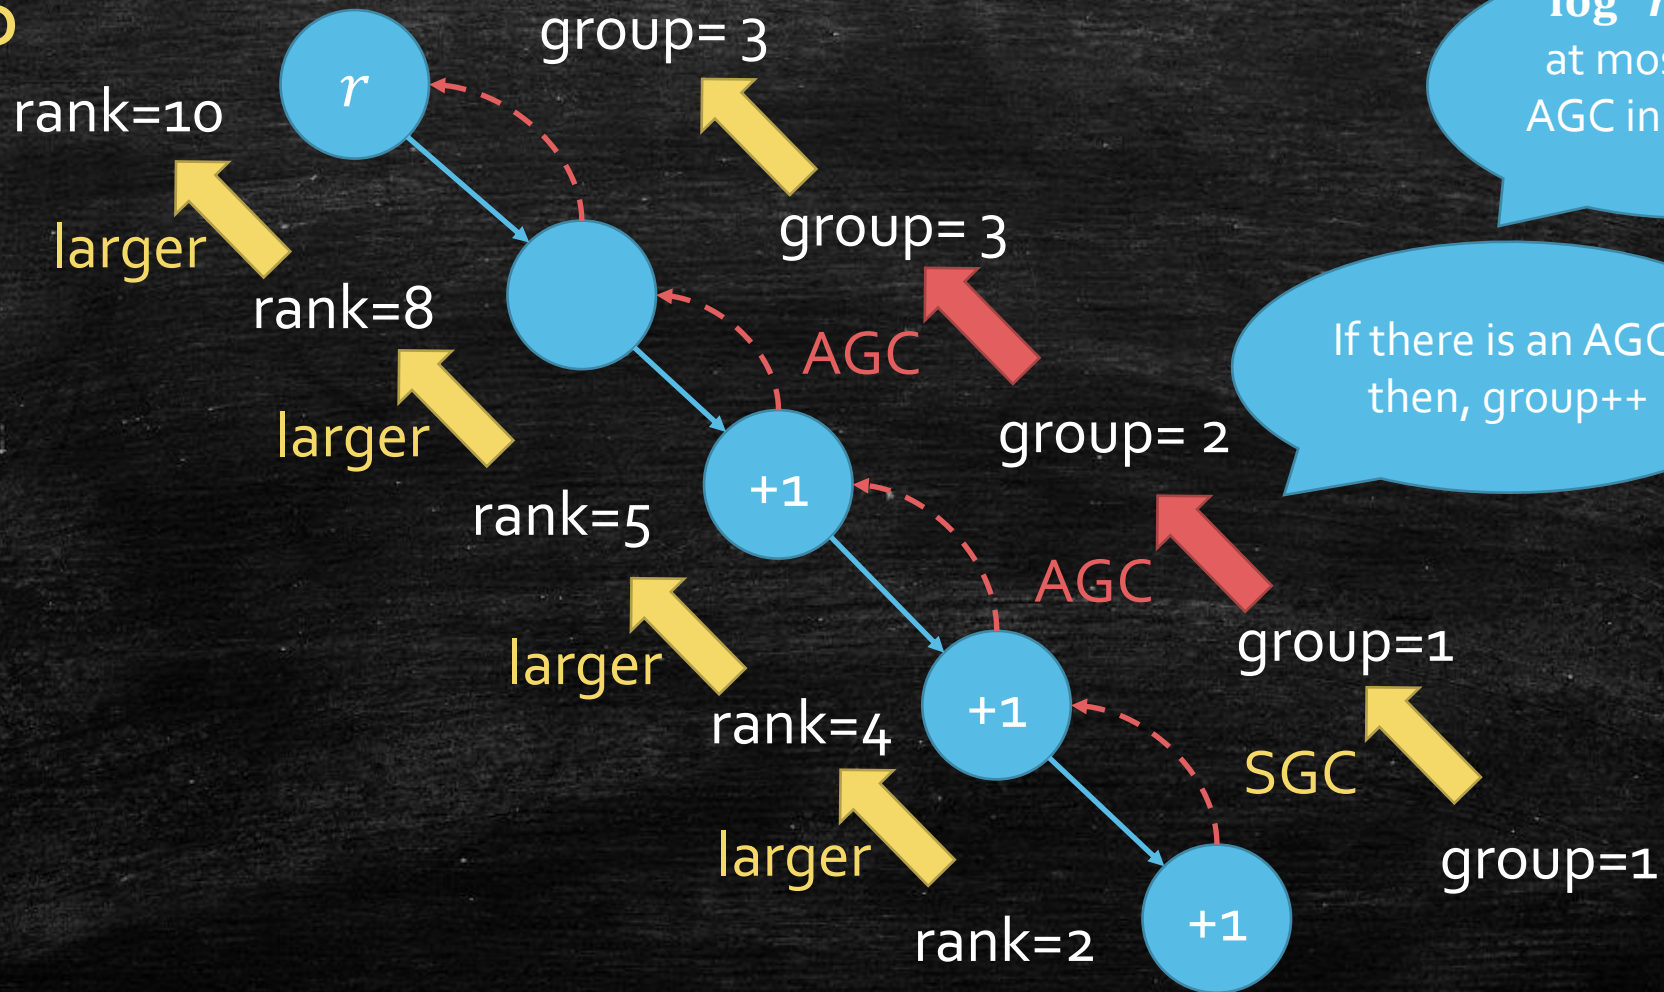 group= 3
r
rank=10
at mos
AGC in
larger
group= 3
rank=8
If there is an AGC
AGC
then, group++
larger
group= 2
+1
rank=5
AGC
larger
group=1
+1
rank=4
SGC
larger
group=1
+1
rank=2